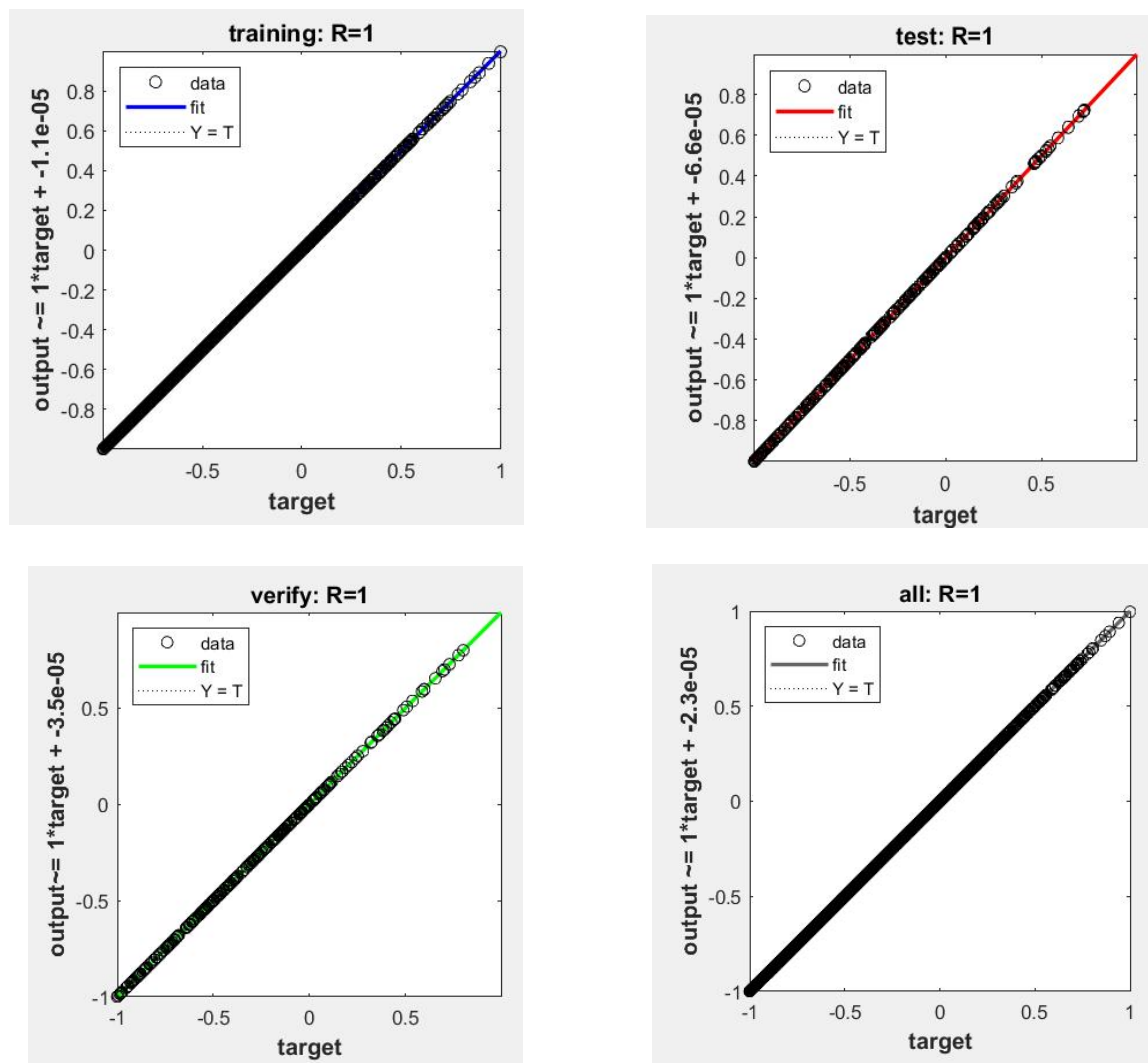 training: R=1
data
fit
Y = T
output ~= 1*target + -1.1e-05
0.8
0.6
0.4
0.2
0
-0.2
-0.4
-0.6
-0.8
-0.5
0
0.5
1
target
test: R=1
data
fit
Y = T
output ~= 1*target + -6.6e-05
0.8
0.6
0.4
0.2
0
-0.2
-0.4
-0.6
-0.8
-0.5
0
0.5
target
verify: R=1
data
fit
Y = T
output~= 1*target + -3.5e-05
0.5
0
-0.5
-1
-1
-0.5
0
0.5
target
all: R=1
data
fit
Y = T
output ~= 1*target + -2.3e-05
1
0.5
0
-0.5
-1
-1
-0.5
0
0.5
1
target